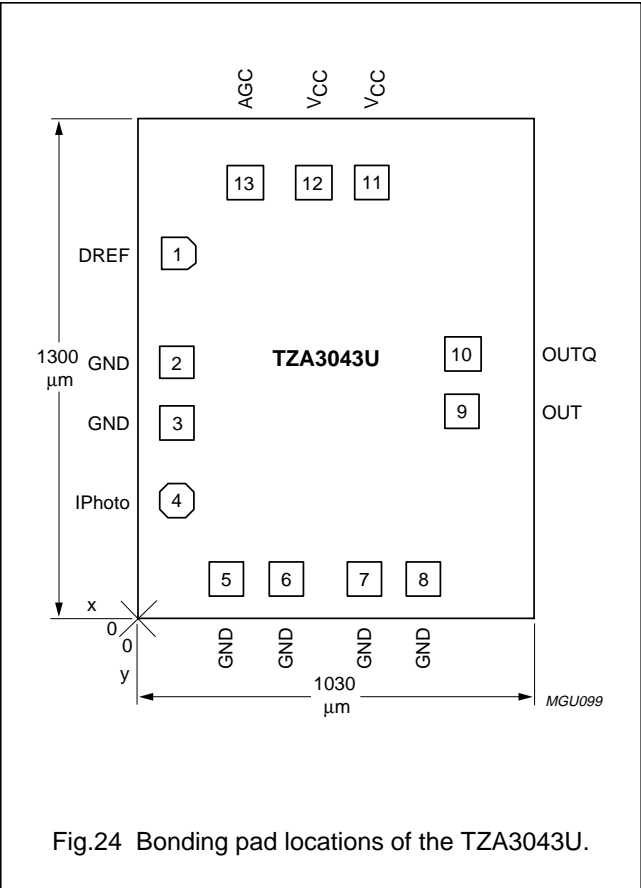 AGC VCC VCC
13 12 11
DREF 1
1300
μm
GND 2 TZA3043U 10 OUTQ
GND 3 9 OUT
IPhoto 4
5 6 7 8
x
0
0
y
GND GND GND GND
1030
μm
MGU099
Fig.24 Bonding pad locations of the TZA3043U.